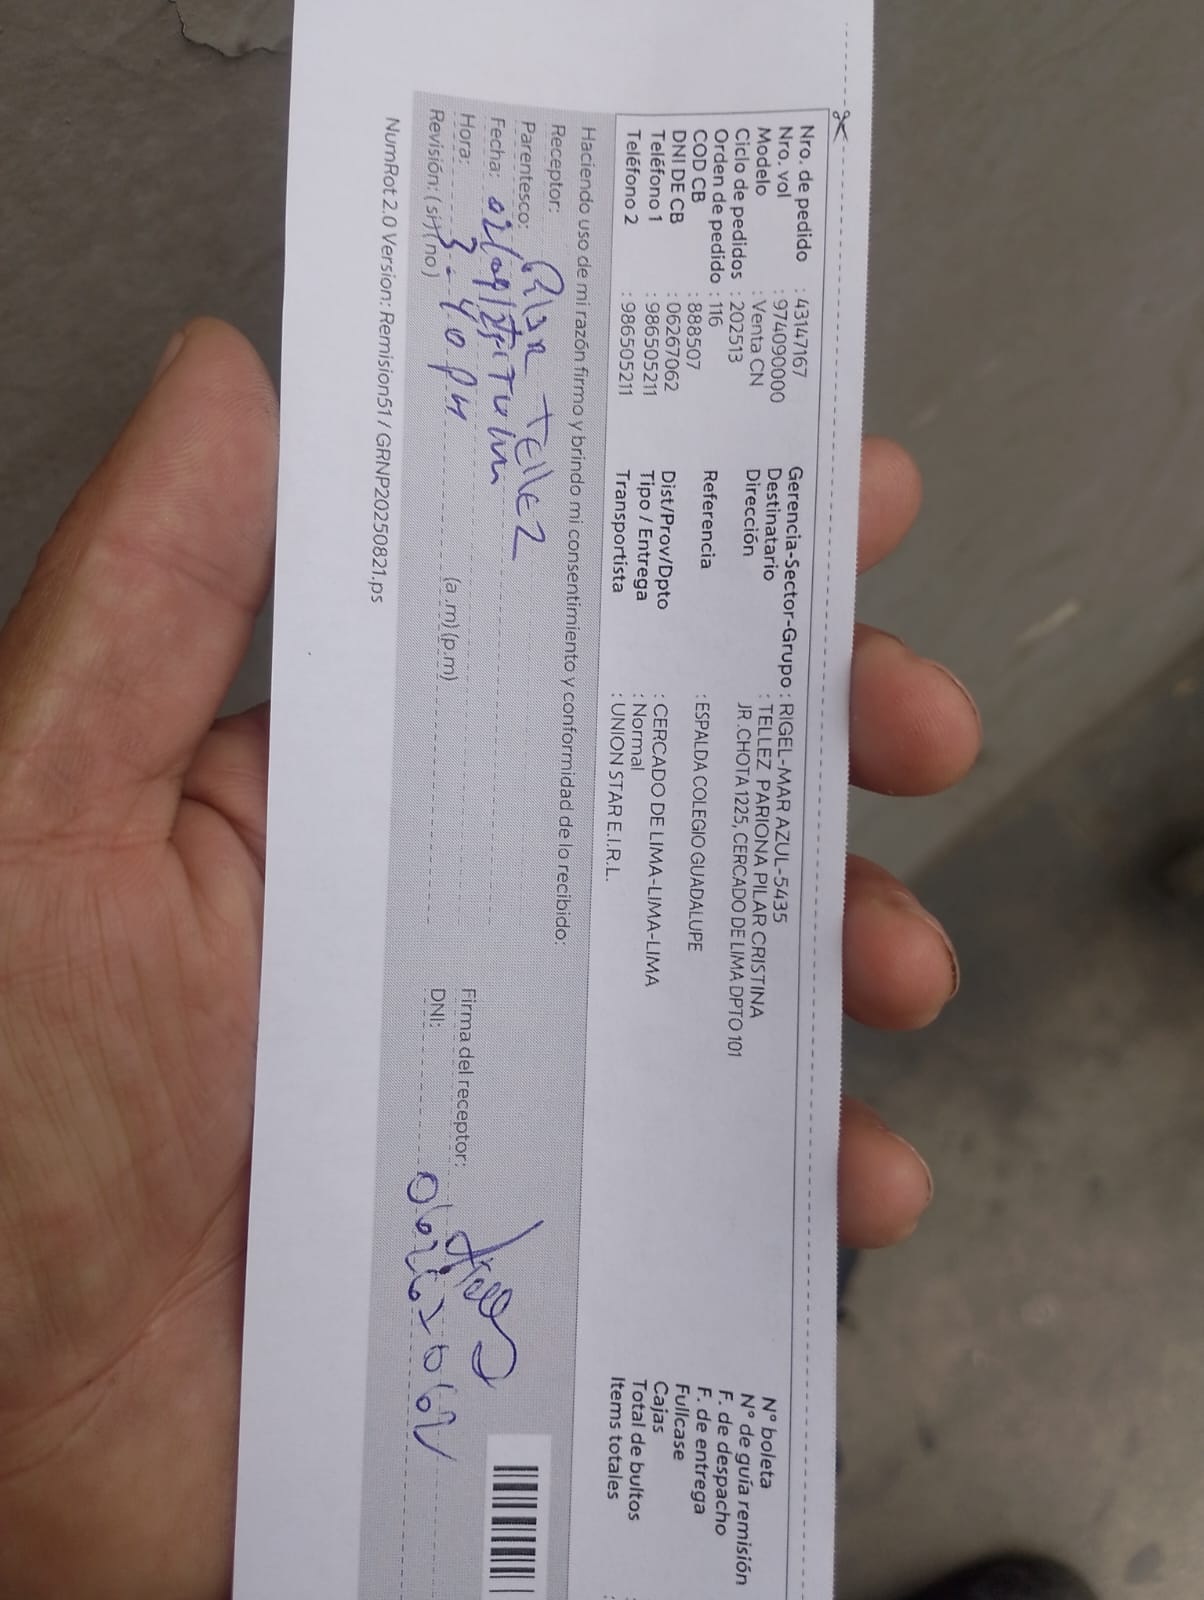 Nro. de pedido : 43147167
Nro. vol : 974090000
Modelo : Venta CN
Ciclo de pedidos : 202513
Orden de pedido : 116
COD CB : 888507
DNI DE CB : 06267062
Teléfono 1 : 986505211
Teléfono 2 : 986505211
Gerencia-Sector-Grupo : RIGEL-MAR AZUL-5435
Destinatario : TELLEZ PARIONA PILAR CRISTINA
Dirección JR .CHOTA 1225, CERCADO DE LIMA DPTO 101
Referencia : ESPALDA COLEGIO GUADALUPE
Dist/Prov/Dpto : CERCADO DE LIMA-LIMA-LIMA
Tipo / Entrega : Normal
Transportista : UNION STAR E.I.R.L.
N° boleta
N° de guía remisión
F. de despacho
F. de entrega
Fullcase
Cajas
Total de bultos
Items totales :
Haciendo uso de mi razón firmo y brindo mi consentimiento y conformidad de lo recibido:
Receptor: Tellez
Parentesco:
Fecha: 02/09/25
Hora: 3-40 PM (a .m) (p.m)
Revisión: ( si) ( no )
Firma del receptor:
DNI: 06267062
NumRot 2.0 Version: Remision51 / GRNP20250821.ps